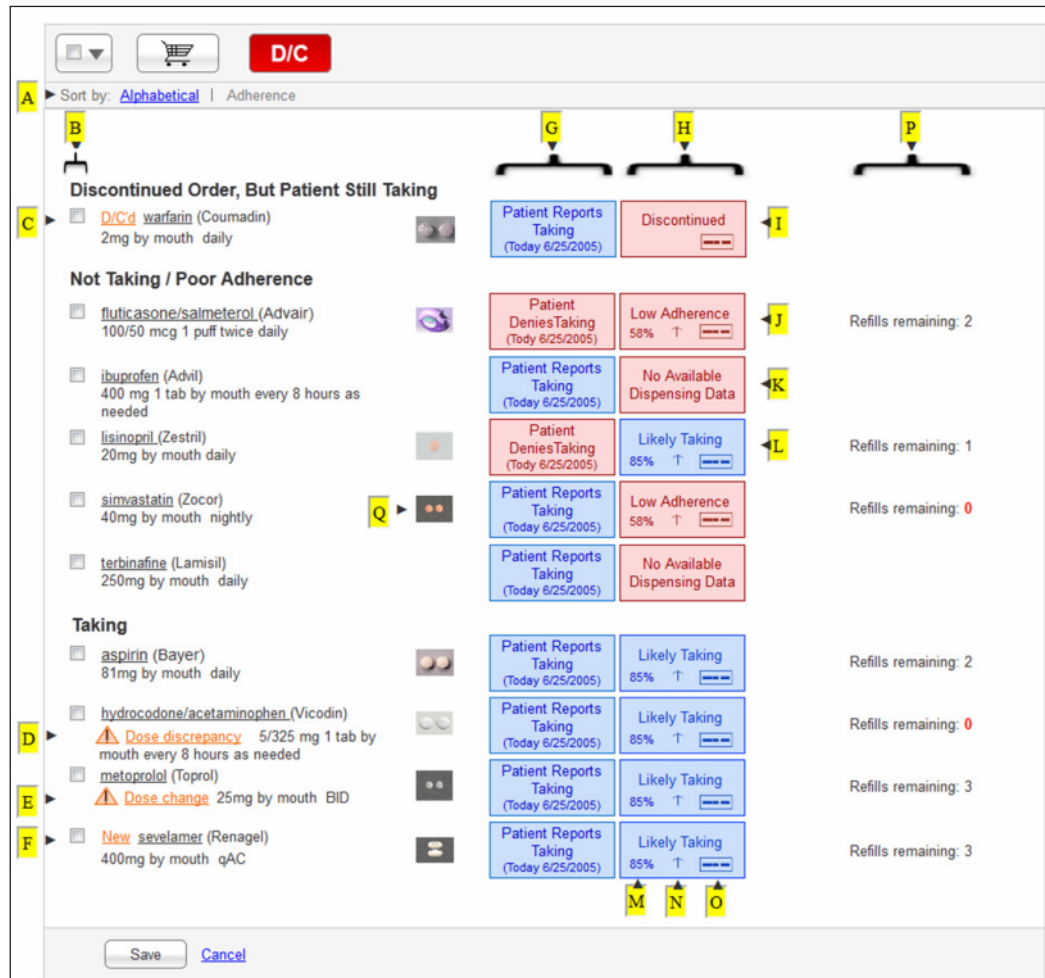 D/C
A Sort by: Alphabetical | Adherence
B G H P
Discontinued Order, But Patient Still Taking
C D/C'd warfarin (Coumadin)
2mg by mouth daily
Patient Reports
Taking
(Today 6/25/2005)
Discontinued
I
Not Taking / Poor Adherence
fluticasone/salmeterol (Advair)
100/50 mcg 1 puff twice daily
Patient
DeniesTaking
(Tody 6/25/2005)
Low Adherence
58% ↑
J
Refills remaining: 2
ibuprofen (Advil)
400 mg 1 tab by mouth every 8 hours as
needed
Patient Reports
Taking
(Today 6/25/2005)
No Available
Dispensing Data
K
lisinopril (Zestril)
20mg by mouth daily
Patient
DeniesTaking
(Tody 6/25/2005)
Likely Taking
85% ↑
L
Refills remaining: 1
simvastatin (Zocor)
40mg by mouth nightly
Q
Patient Reports
Taking
(Today 6/25/2005)
Low Adherence
58% ↑
Refills remaining: 0
terbinafine (Lamisil)
250mg by mouth daily
Patient Reports
Taking
(Today 6/25/2005)
No Available
Dispensing Data
Taking
aspirin (Bayer)
81mg by mouth daily
Patient Reports
Taking
(Today 6/25/2005)
Likely Taking
85% ↑
Refills remaining: 2
hydrocodone/acetaminophen (Vicodin)
D Dose discrepancy 5/325 mg 1 tab by
mouth every 8 hours as needed
Patient Reports
Taking
(Today 6/25/2005)
Likely Taking
85% ↑
Refills remaining: 0
metoprolol (Toprol)
E Dose change 25mg by mouth BID
Patient Reports
Taking
(Today 6/25/2005)
Likely Taking
85% ↑
Refills remaining: 3
F New sevelamer (Renagel)
400mg by mouth qAC
Patient Reports
Taking
(Today 6/25/2005)
Likely Taking
85% ↑
Refills remaining: 3
M N O
Save Cancel